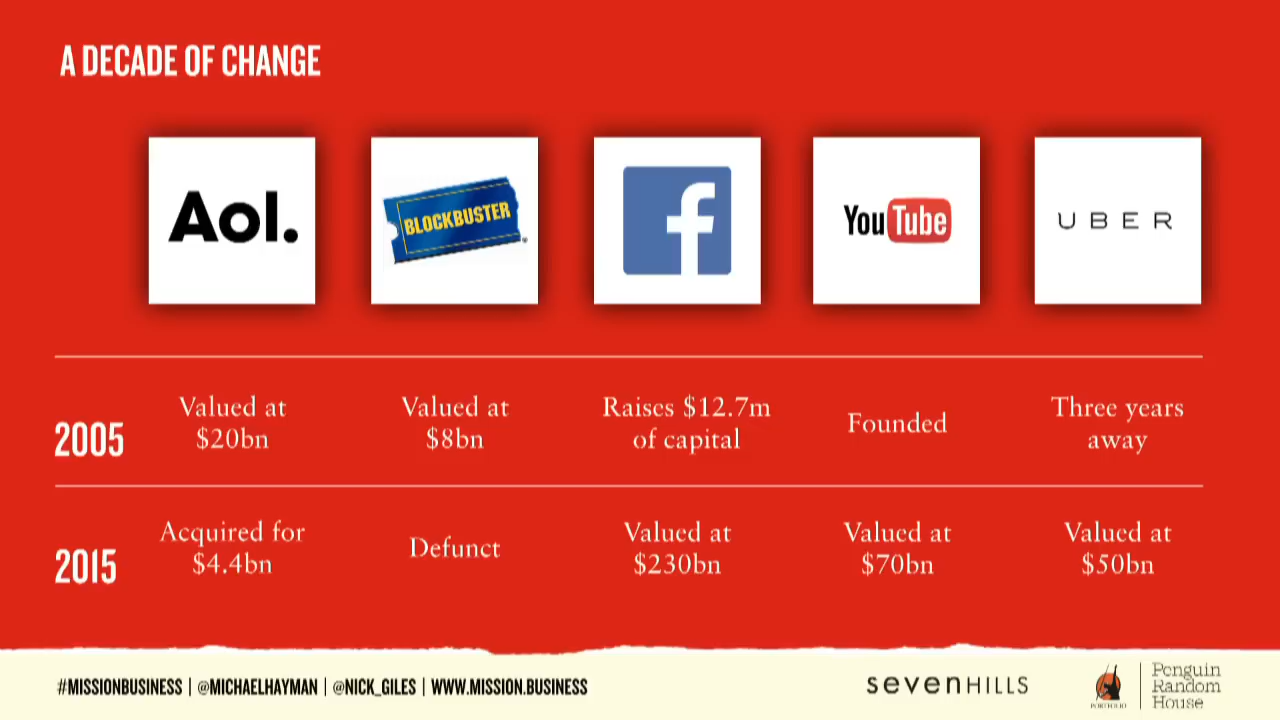 A DECADE OF CHANGE
Aol.
BLOCKBUSTER
f
YouTube
UBER
2005
Valued at
$20bn
Valued at
$8bn
Raises $12.7m
of capital
Founded
Three years
away
2015
Acquired for
$4.4bn
Defunct
Valued at
$230bn
Valued at
$70bn
Valued at
$50bn
#MISSIONBUSINESS | @MICHAELHAYMAN | @NICK_GILES | WWW.MISSION.BUSINESS
sevenHILLS
PORTFOLIO
Penguin
Random
House